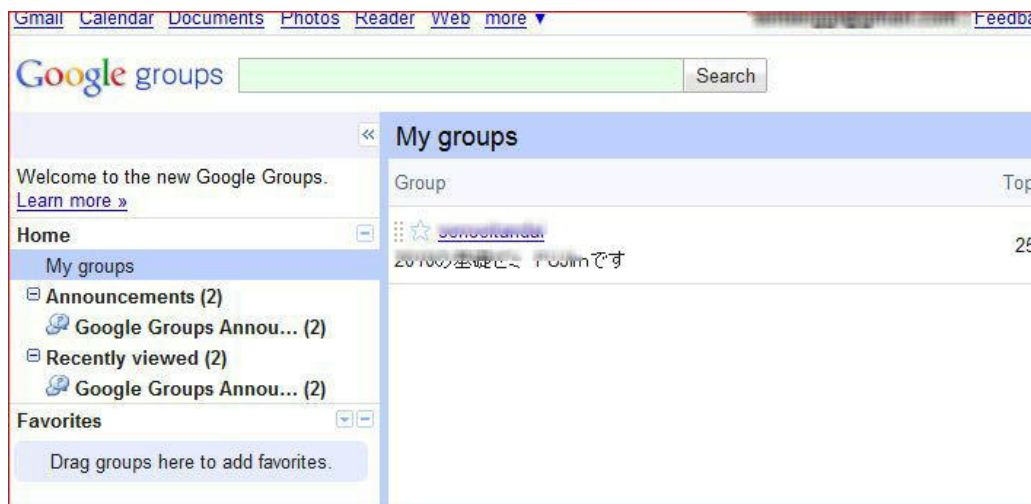 Gmail Calendar Documents Photos Reader Web more ▼ Feedba
Google groups Search
«
My groups
Welcome to the new Google Groups.
Learn more »
Group Top
Home
My groups
25
です
Announcements (2)
Google Groups Annou... (2)
Recently viewed (2)
Google Groups Annou... (2)
Favorites
Drag groups here to add favorites.